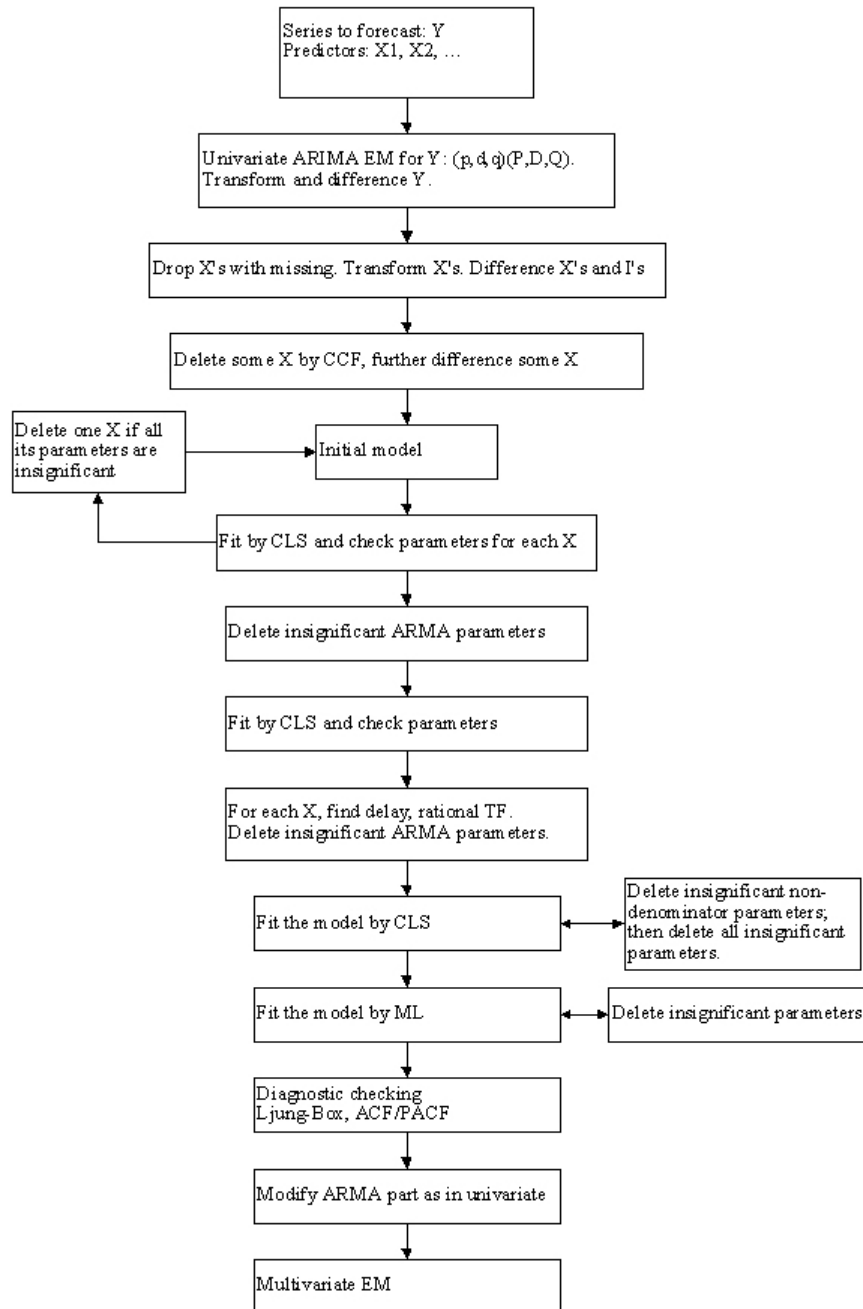 Series to forecast: Y
Predictors: X1, X2, ...
Univariate ARIMA EM for Y: (p,d,q)(P,D,Q).
Transform and difference Y.
Drop X's with missing. Transform X's. Difference X's and I's
Delete some X by CCF, further difference some X
Delete one X if all
its parameters are
insignificant
Initial model
Fit by CLS and check parameters for each X
Delete insignificant ARMA parameters
Fit by CLS and check parameters
For each X, find delay, rational TF.
Delete insignificant ARMA parameters.
Fit the model by CLS
Delete insignificant non-
denominator parameters;
then delete all insignificant
parameters.
Fit the model by ML
Delete insignificant parameters
Diagnostic checking
Ljung-Box, ACF/PACF
Modify ARMA part as in univariate
Multivariate EM